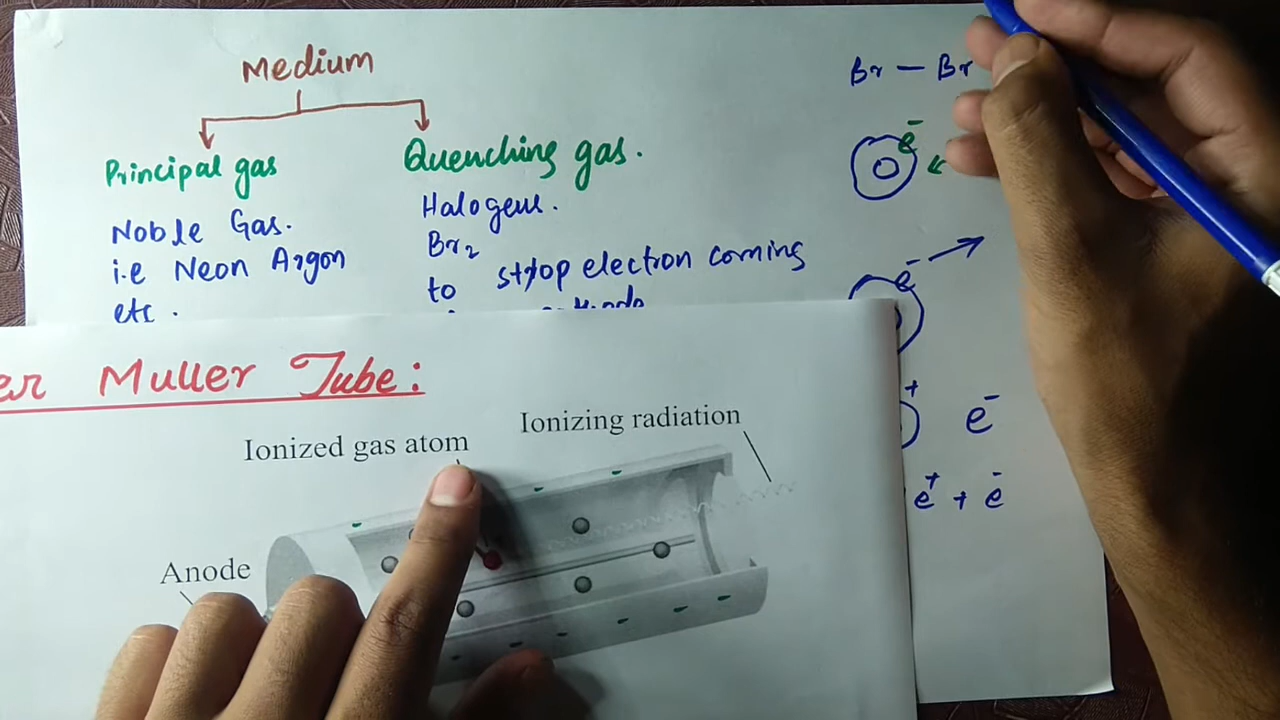 Medium
Principal gas
Noble Gas.
i.e Neon Argon
etc.
Quenching gas.
Halogens.
Br2
to stop election coming
Br — Br
e-
e-
+ e-
e+ + e-
Muller Tube:
Ionized gas atom
Ionizing radiation
Anode